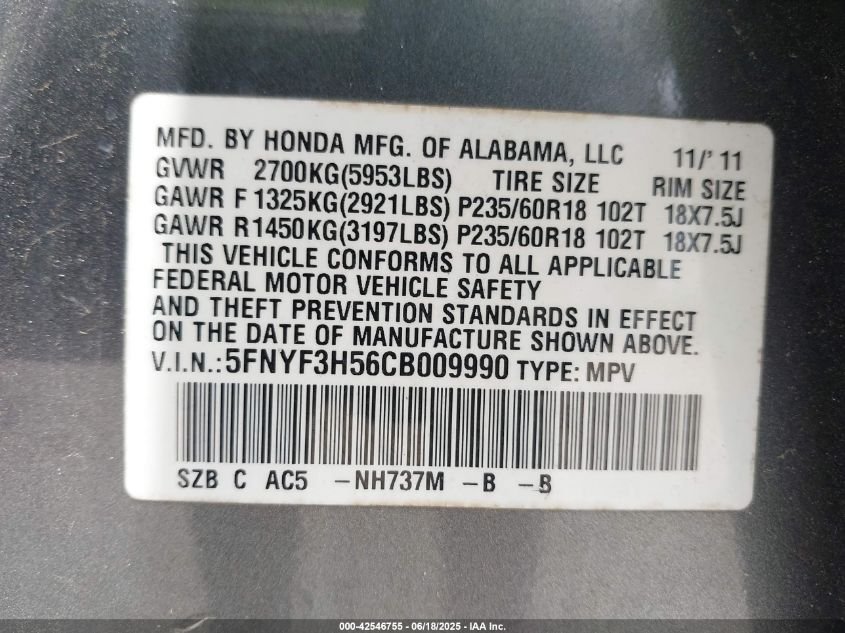 MFD. BY HONDA MFG. OF ALABAMA, LLC 11/'11
GVWR 2700KG(5953LBS) TIRE SIZE RIM SIZE
GAWR F 1325KG(2921LBS) P235/60R18 102T 18X7.5J
GAWR R1450KG(3197LBS) P235/60R18 102T 18X7.5J
THIS VEHICLE CONFORMS TO ALL APPLICABLE
FEDERAL MOTOR VEHICLE SAFETY
AND THEFT PREVENTION STANDARDS IN EFFECT
ON THE DATE OF MANUFACTURE SHOWN ABOVE.
V.I.N.:5FNYF3H56CB009990 TYPE: MPV
SZB C AC5 -NH737M -B -B
000-42546755 - 06/18/2025 - IAA Inc.